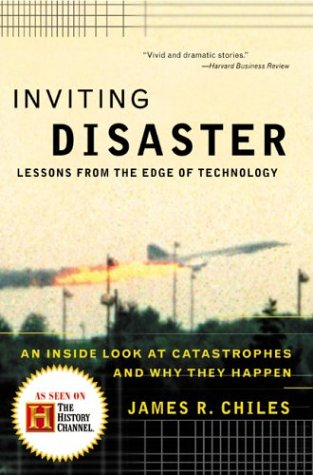 "Vivid and dramatic stories."
—Harvard Business Review
INVITING
DISASTER
LESSONS FROM THE EDGE OF TECHNOLOGY
AN INSIDE LOOK AT CATASTROPHES
AND WHY THEY HAPPEN
AS SEEN ON
H
THE
HISTORY
CHANNEL.
JAMES R. CHILES